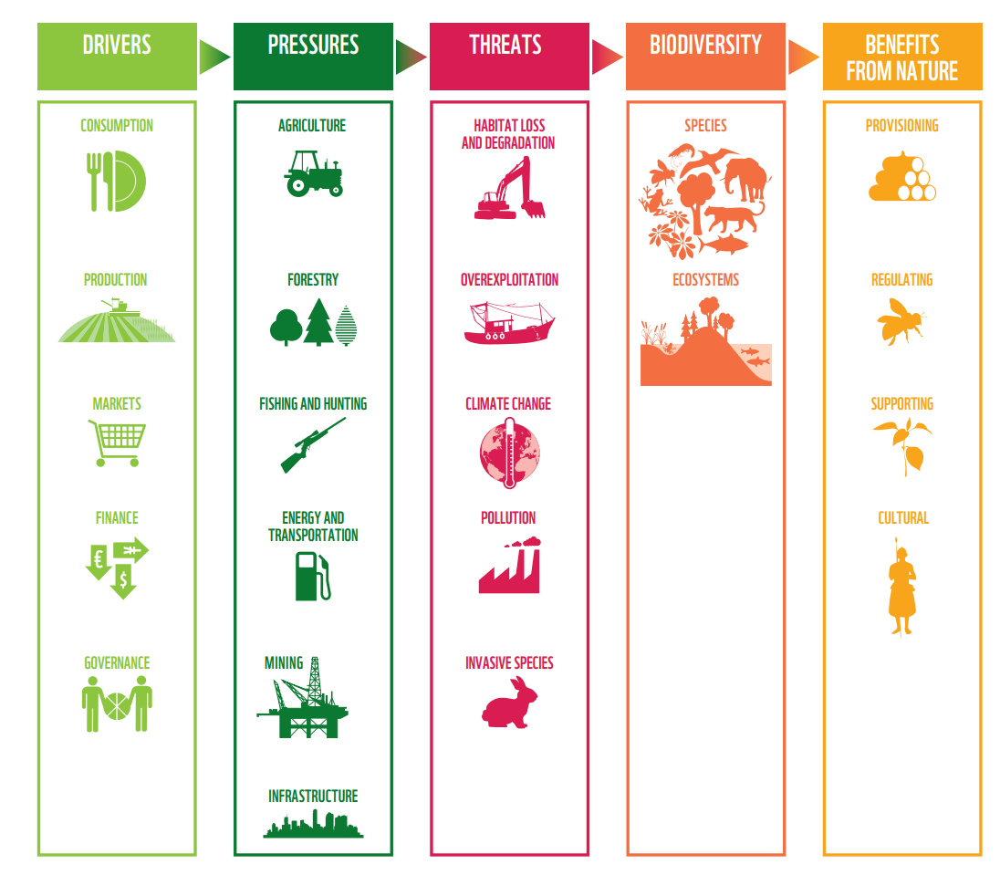 DRIVERS
PRESSURES
THREATS
BIODIVERSITY
BENEFITS
FROM NATURE
CONSUMPTION
PRODUCTION
MARKETS
FINANCE
€
¥
$
GOVERNANCE
AGRICULTURE
FORESTRY
FISHING AND HUNTING
ENERGY AND
TRANSPORTATION
MINING
INFRASTRUCTURE
HABITAT LOSS
AND DEGRADATION
OVEREXPLOITATION
CLIMATE CHANGE
POLLUTION
INVASIVE SPECIES
SPECIES
ECOSYSTEMS
PROVISIONING
REGULATING
SUPPORTING
CULTURAL